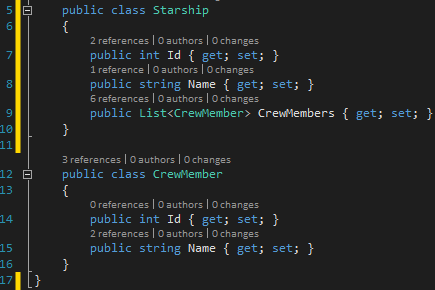 5 public class Starship
6 {
2 references | 0 authors | 0 changes
7 public int Id { get; set; }
1 reference | 0 authors | 0 changes
8 public string Name { get; set; }
6 references | 0 authors | 0 changes
9 public List<CrewMember> CrewMembers { get; set; }
10 }
11
3 references | 0 authors | 0 changes
12 public class CrewMember
13 {
0 references | 0 authors | 0 changes
14 public int Id { get; set; }
2 references | 0 authors | 0 changes
15 public string Name { get; set; }
16 }
17 }